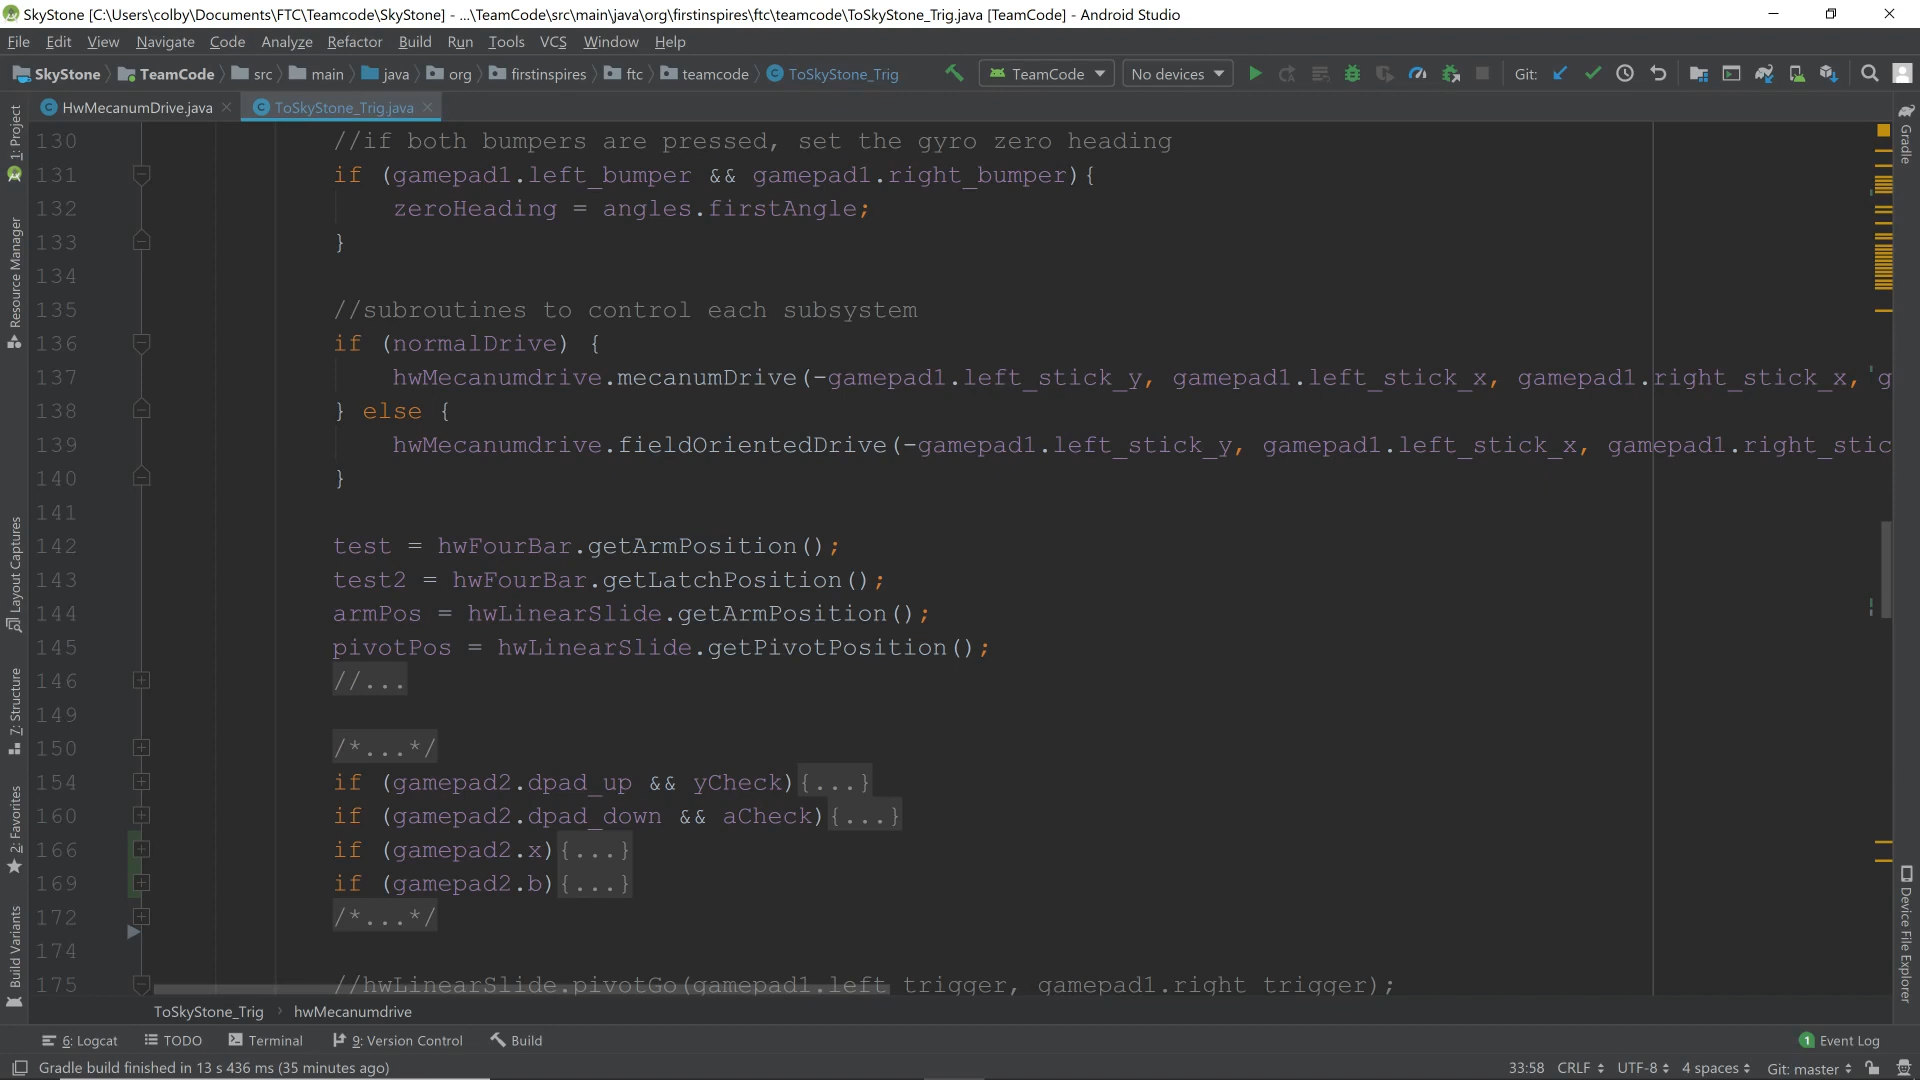 SkyStone [C:\Users\colby\Documents\FTC\Teamcode\SkyStone] - ...\TeamCode\src\main\java\org\firstinspires\ftc\teamcode\ToSkyStone_Trig.java [TeamCode] - Android Studio
File Edit View Navigate Code Analyze Refactor Build Run Tools VCS Window Help
SkyStone TeamCode src main java org firstinspires ftc teamcode ToSkyStone_Trig TeamCode No devices Git:
HwMecanumDrive.java ToSkyStone_Trig.java
1: Project
Resource Manager
Layout Captures
7: Structure
2: Favorites
Build Variants
130 //if both bumpers are pressed, set the gyro zero heading
131 if (gamepad1.left_bumper && gamepad1.right_bumper){
132 zeroHeading = angles.firstAngle;
133 }
134
135 //subroutines to control each subsystem
136 if (normalDrive) {
137 hwMecanumdrive.mecanumDrive(-gamepad1.left_stick_y, gamepad1.left_stick_x, gamepad1.right_stick_x, g
138 } else {
139 hwMecanumdrive.fieldOrientedDrive(-gamepad1.left_stick_y, gamepad1.left_stick_x, gamepad1.right_stic
140 }
141
142 test = hwFourBar.getArmPosition();
143 test2 = hwFourBar.getLatchPosition();
144 armPos = hwLinearSlide.getArmPosition();
145 pivotPos = hwLinearSlide.getPivotPosition();
146 //...
149
150 /*...*/
154 if (gamepad2.dpad_up && yCheck){...}
160 if (gamepad2.dpad_down && aCheck){...}
166 if (gamepad2.x){...}
169 if (gamepad2.b){...}
172 /*...*/
174
175 //hwLinearSlide.pivotGo(gamepad1.left_trigger, gamepad1.right_trigger);
Gradle
Device File Explorer
ToSkyStone_Trig › hwMecanumdrive
6: Logcat TODO Terminal 9: Version Control Build 1 Event Log
Gradle build finished in 13 s 436 ms (35 minutes ago) 33:58 CRLF UTF-8 4 spaces Git: master